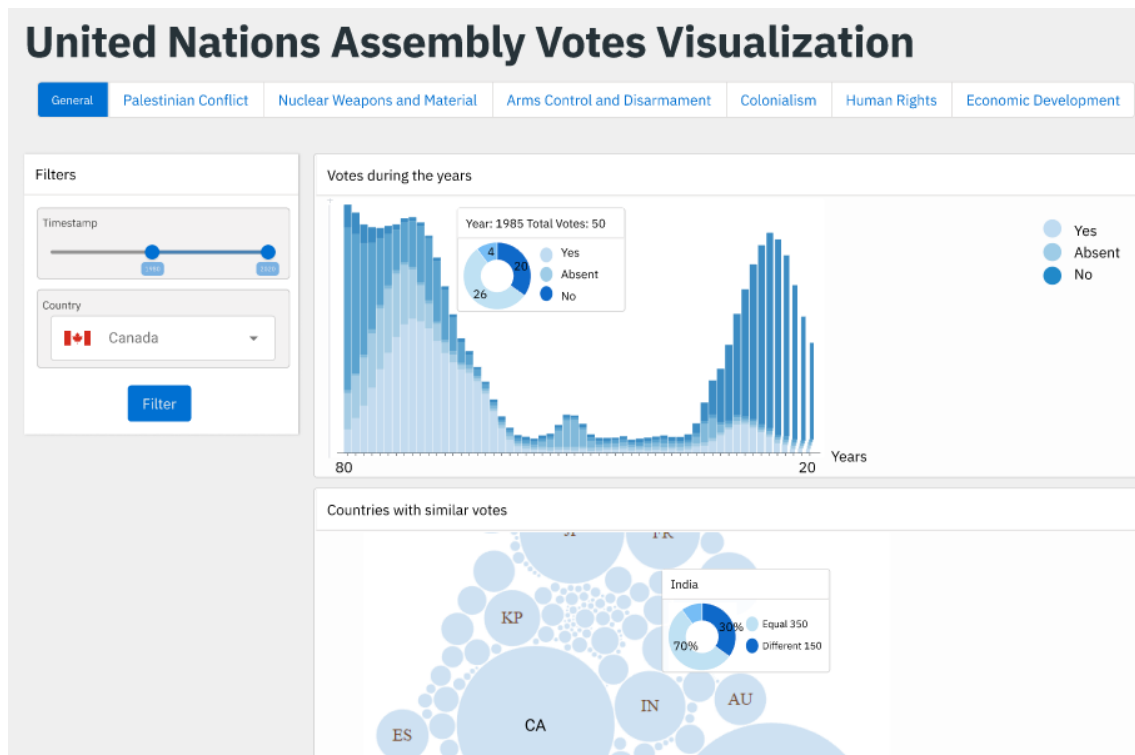 United Nations Assembly Votes Visualization
General Palestinian Conflict Nuclear Weapons and Material Arms Control and Disarmament Colonialism Human Rights Economic Development
Filters
Timestamp
1980 2020
Country
Canada
Filter
Votes during the years
Year: 1985 Total Votes: 50
4
20
26
Yes
Absent
No
Yes
Absent
No
80
20
Years
Countries with similar votes
FR
KP
India
30%
70%
Equal 350
Different 150
CA
IN
AU
ES